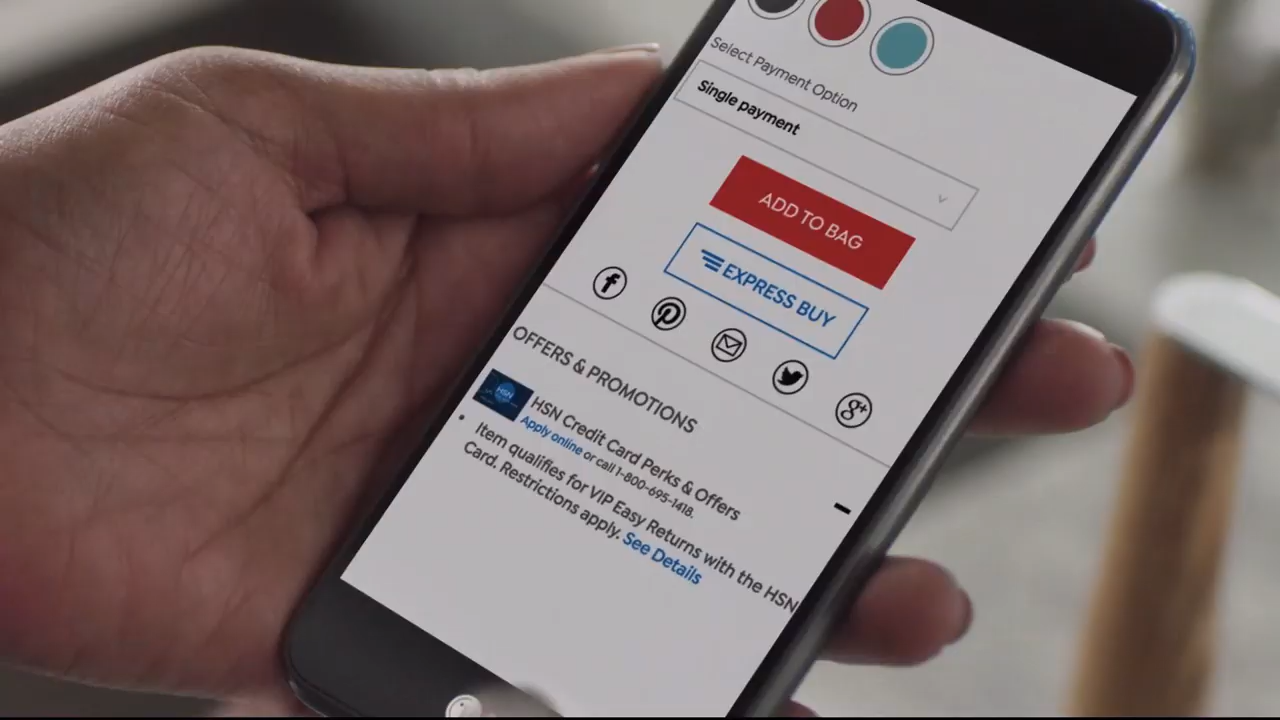 Select Payment Option
Single payment
ADD TO BAG
EXPRESS BUY
OFFERS & PROMOTIONS
HSN
HSN Credit Card Perks & Offers
Apply online or call 1-800-695-1418.
Item qualifies for VIP Easy Returns with the HSN
Card. Restrictions apply. See Details